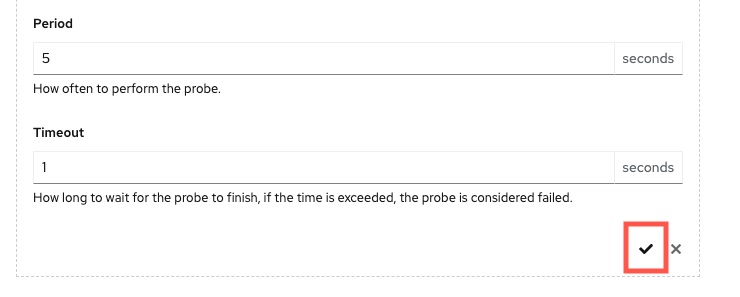 Period
5 seconds
How often to perform the probe.
Timeout
1 seconds
How long to wait for the probe to finish, if the time is exceeded, the probe is considered failed.